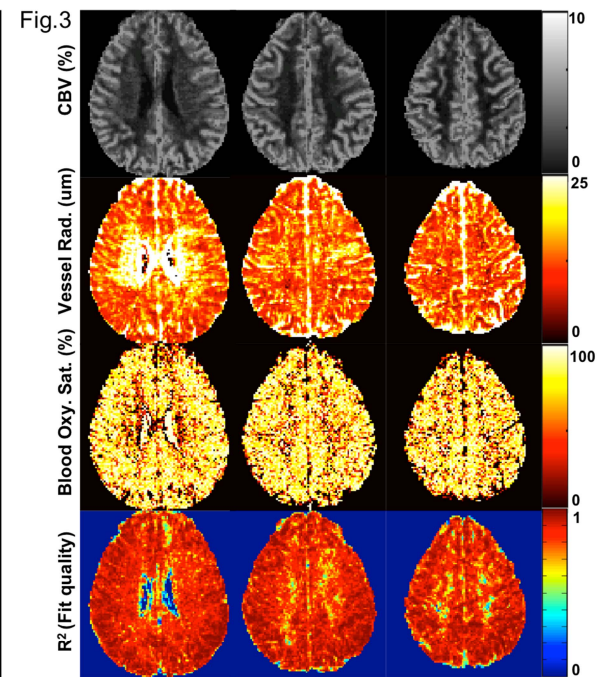 Fig.3
CBV (%)
10
0
Vessel Rad. (um)
25
0
Blood Oxy. Sat. (%)
100
0
R² (Fit quality)
1
0